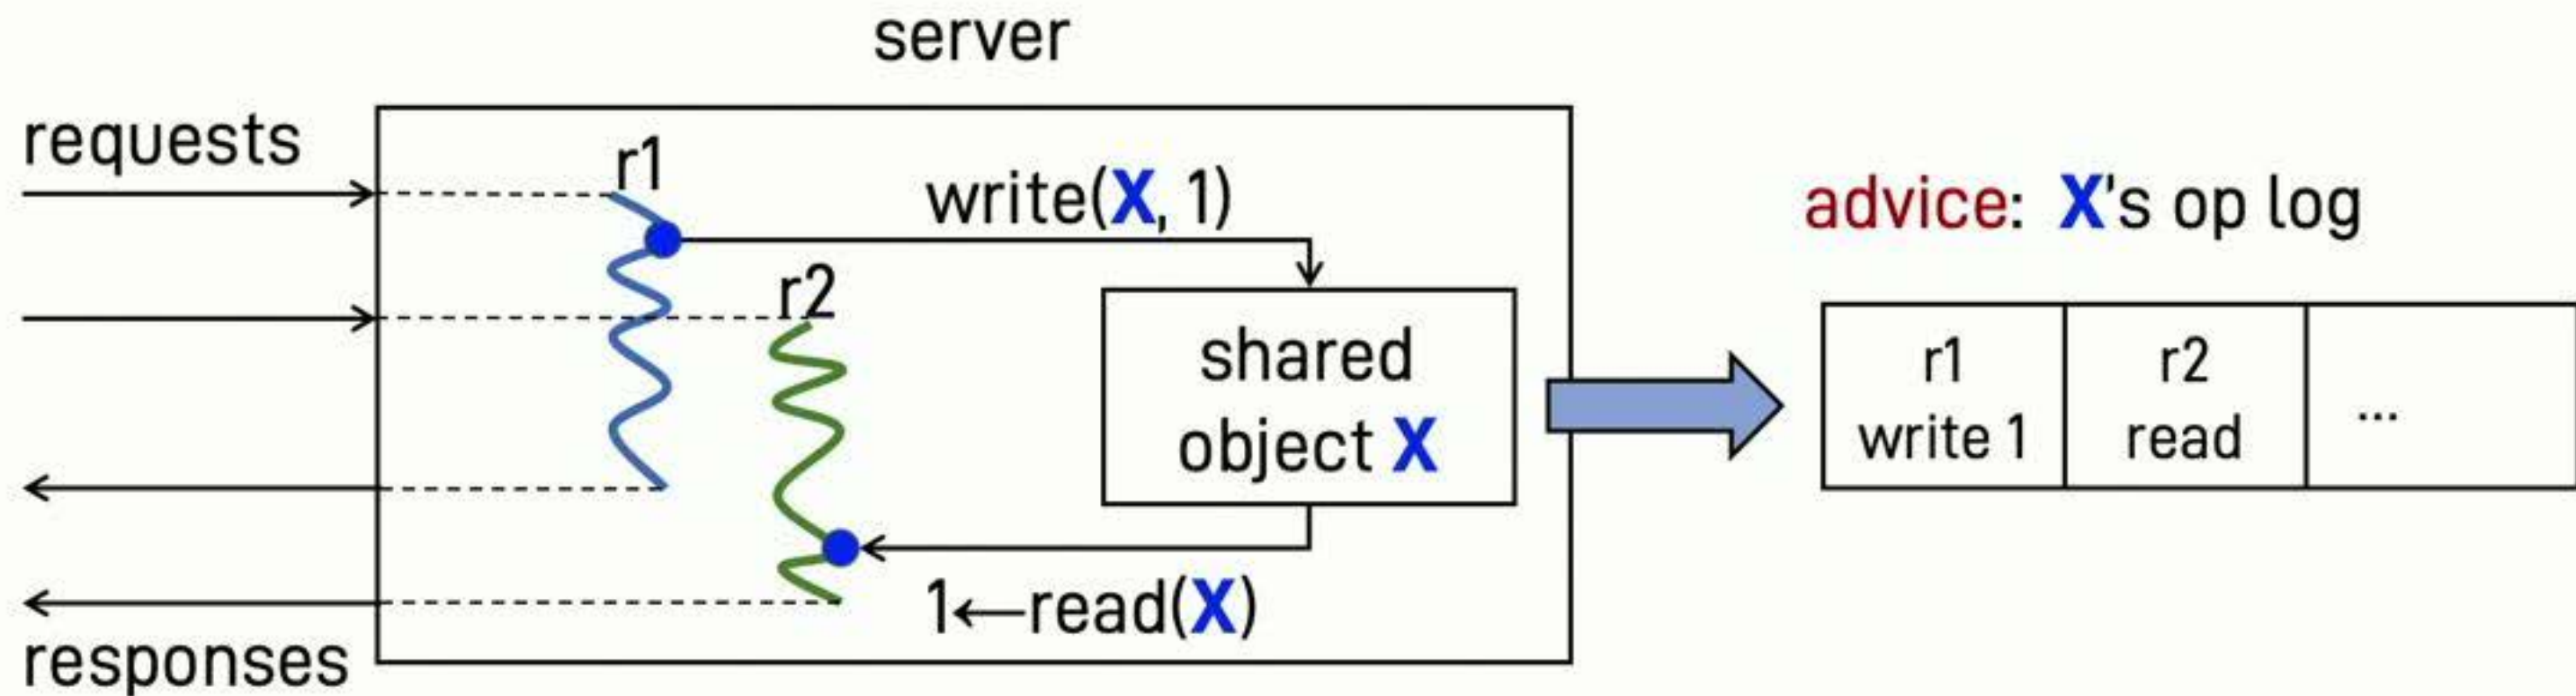 server
requests
r1
write(X, 1)
advice: X's op log
r2
shared
object X
r1
write 1
r2
read
...
1←read(X)
responses